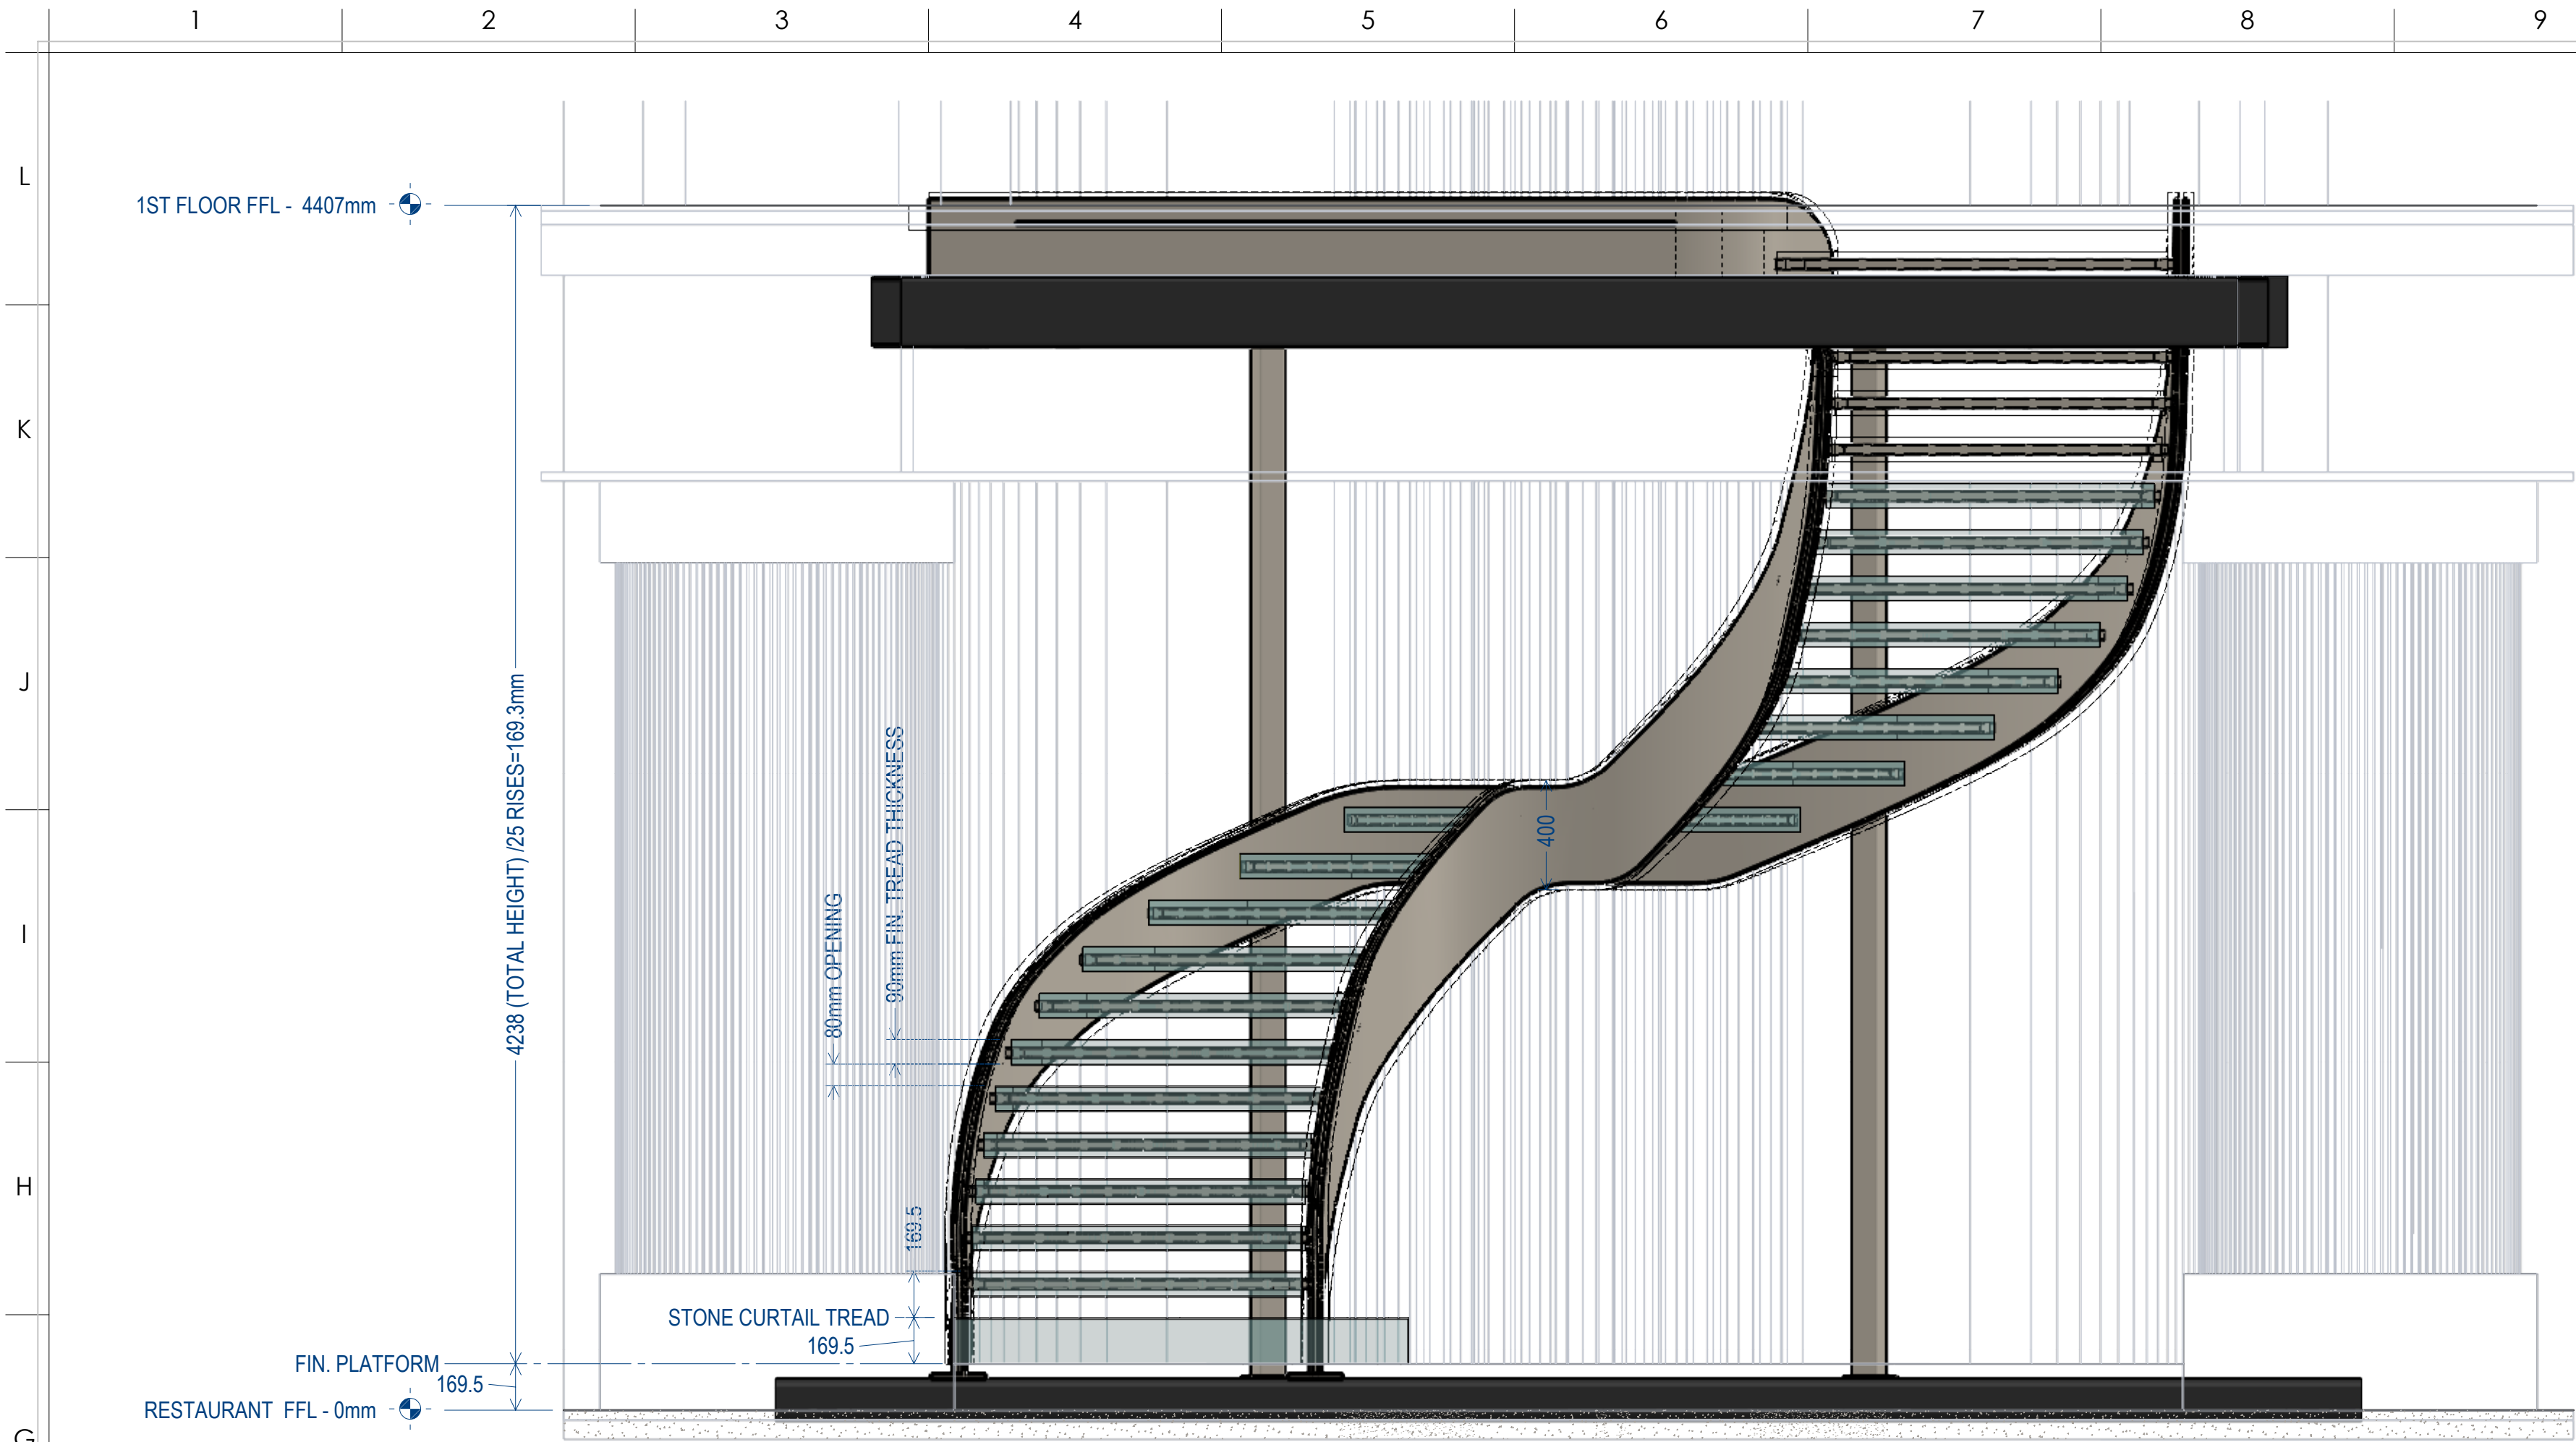 1 2 3 4 5 6 7 8 9
L
1ST FLOOR FFL - 4407mm
K
J
4238 (TOTAL HEIGHT) /25 RISES=169.3mm
90mm FIN. TREAD THICKNESS
400
80mm OPENING
I
H
169.5
STONE CURTAIL TREAD
169.5
FIN. PLATFORM
169.5
RESTAURANT FFL - 0mm
G